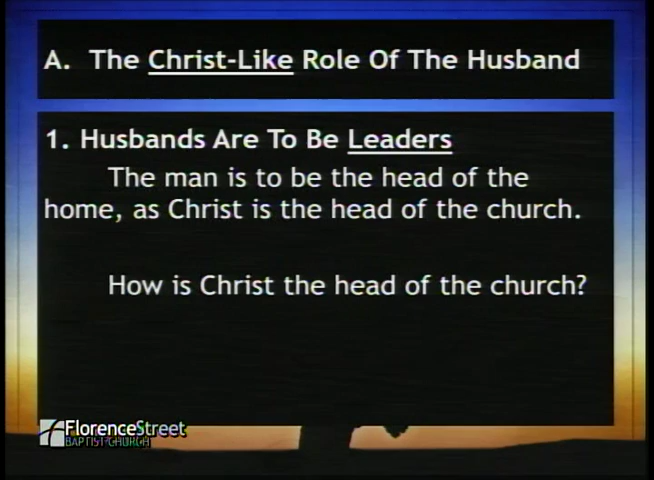 A. The Christ-Like Role Of The Husband
1. Husbands Are To Be Leaders
The man is to be the head of the
home, as Christ is the head of the church.
How is Christ the head of the church?
FlorenceStreet
BAPTIST CHURCH